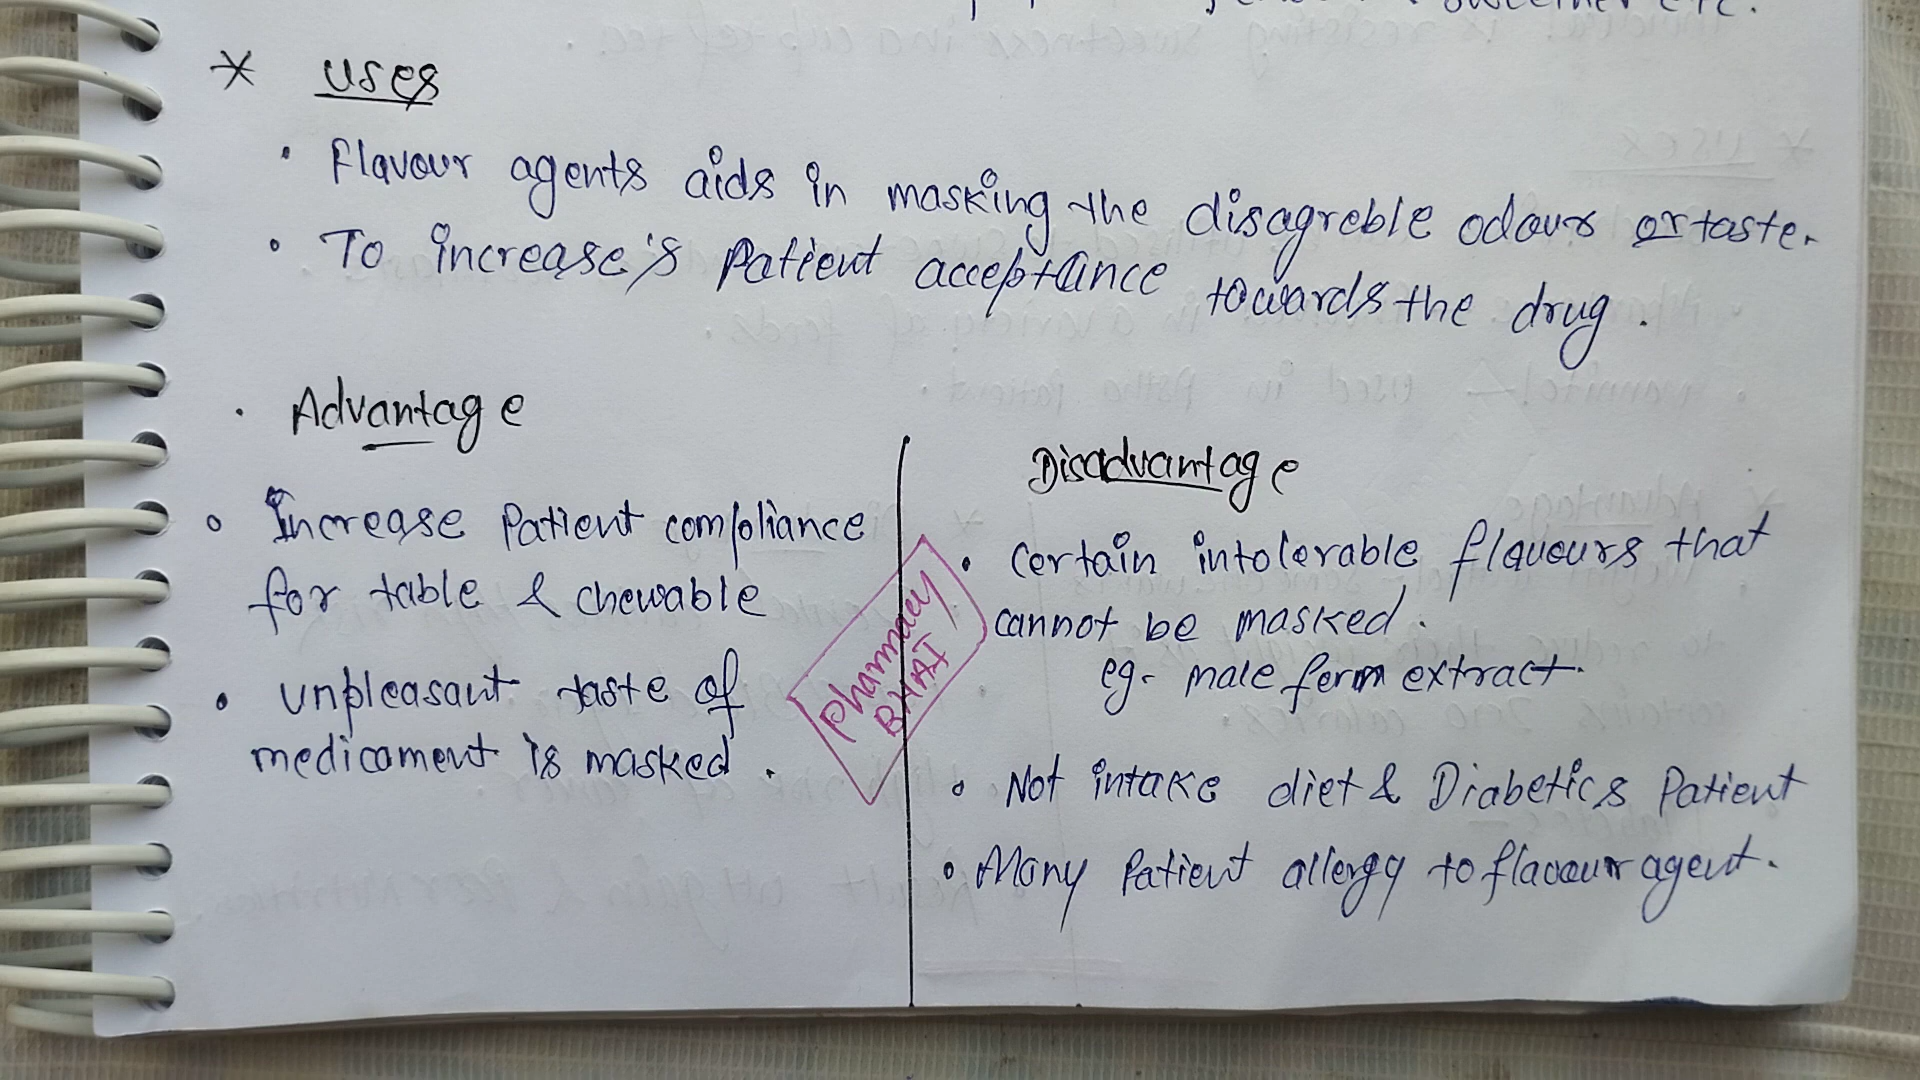 * uses
• Flavour agents aids in masking the disagreble odour or taste.
• To increase's Patient acceptance towards the drug.
• Advantage
• Increase Patient compliance
for table & chewable
• unpleasant taste of
medicament is masked.
Disadvantage
• Certain intolerable flavours that
cannot be masked.
eg- male fern extract.
• Not intake diet & Diabetics Patient
• Many Patient allergy to flavour agent.
Pharmacy
BHAI